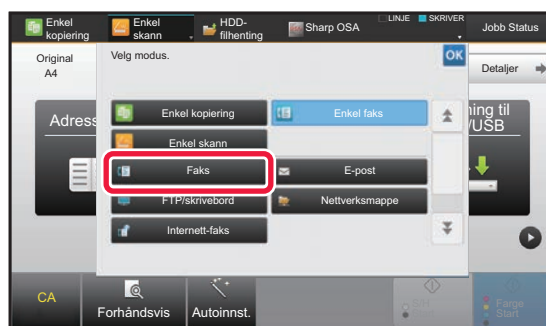 Enkel
kopiering
Enkel
skann
HDD-
filhenting
Sharp OSA
LINJE
SKRIVER
Jobb Status
Original
A4
Velg modus.
OK
Detaljer
Adress
Enkel kopiering
Enkel faks
ning til
/USB
Enkel skann
Faks
E-post
FTP/skrivebord
Nettverksmappe
Internett-faks
CA
Forhåndsvis
Autoinnst.
S/H
Start
Farge
Start